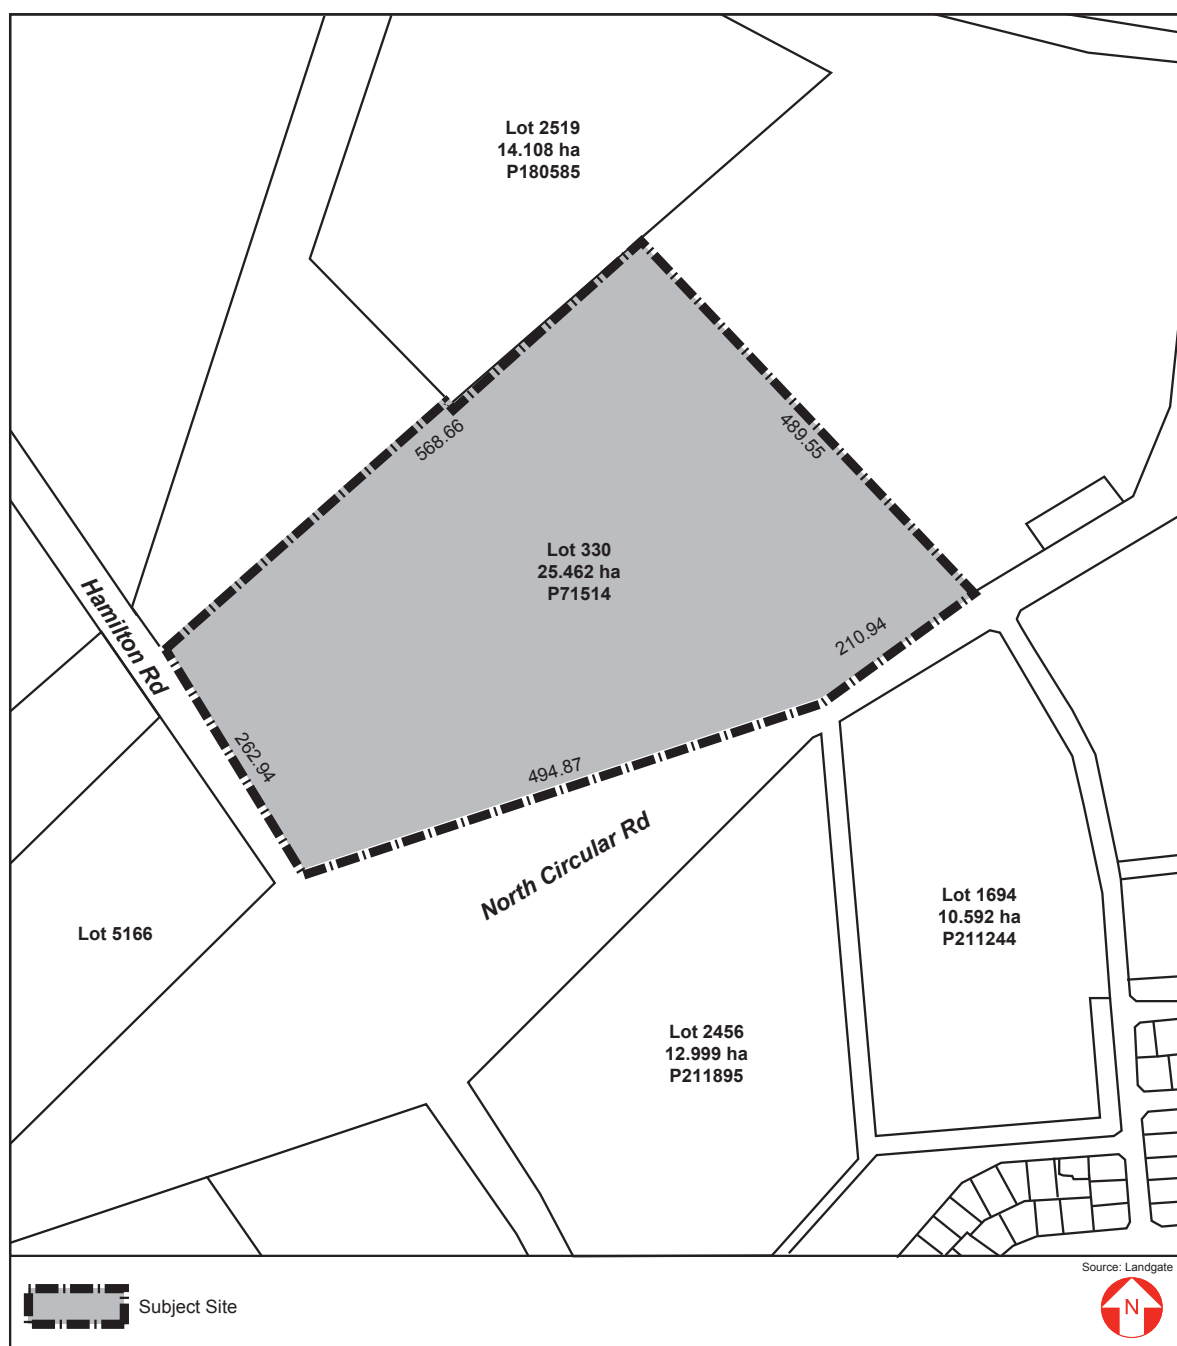 Lot 2519
14.108 ha
P180585
568.66
489.55
Lot 330
25.462 ha
P71514
Hamilton Rd
210.94
262.94
494.87
North Circular Rd
Lot 1694
10.592 ha
P211244
Lot 5166
Lot 2456
12.999 ha
P211895
Source: Landgate
Subject Site
N